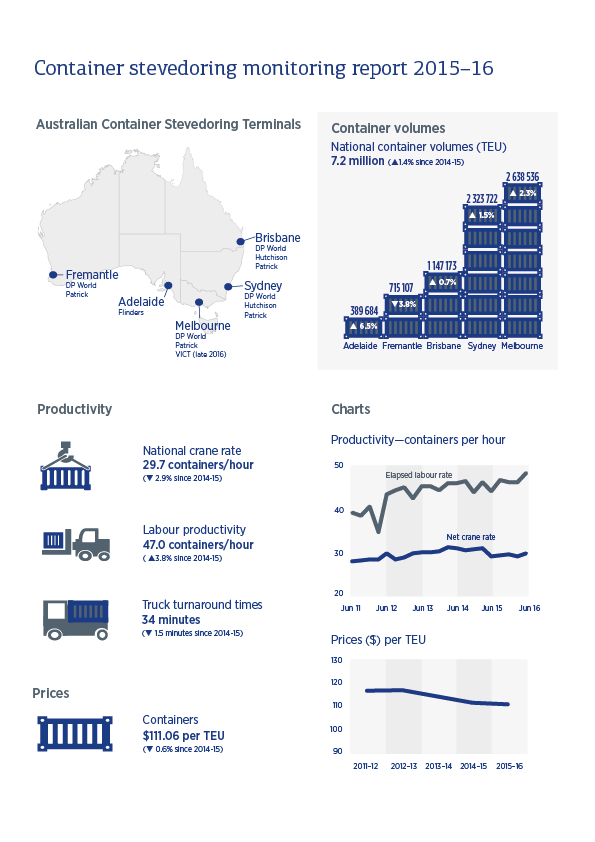 Container stevedoring monitoring report 2015–16
Australian Container Stevedoring Terminals
Brisbane
DP World
Hutchison
Patrick
Fremantle
DP World
Patrick
Sydney
DP World
Hutchison
Patrick
Adelaide
Flinders
Melbourne
DP World
Patrick
VICT (late 2016)
Container volumes
National container volumes (TEU)
7.2 million (▲1.4% since 2014-15)
2 638 536
▲ 2.3%
2 323 722
▲ 1.5%
1 147 173
▲ 0.7%
715 107
▼3.8%
389 684
▲ 6.5%
Adelaide Fremantle Brisbane Sydney Melbourne
Productivity
National crane rate
29.7 containers/hour
(▼ 2.9% since 2014-15)
Labour productivity
47.0 containers/hour
( ▲3.8% since 2014-15)
Truck turnaround times
34 minutes
(▼ 1.5 minutes since 2014-15)
Prices
Containers
$111.06 per TEU
(▼ 0.6% since 2014-15)
Charts
Productivity—containers per hour
50
Elapsed labour rate
40
Net crane rate
30
20
Jun 11 Jun 12 Jun 13 Jun 14 Jun 15 Jun 16
Prices ($) per TEU
130
120
110
100
90
2011–12 2012–13 2013–14 2014–15 2015–16